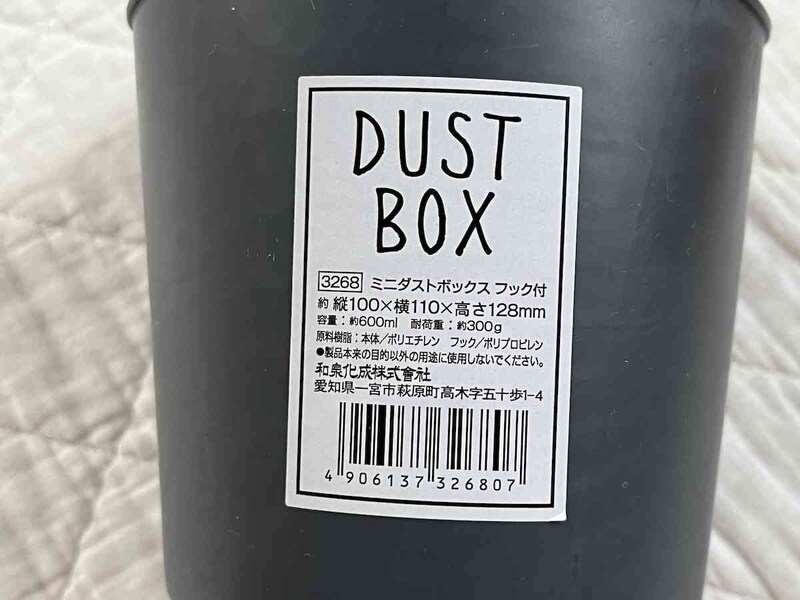 DUST
BOX
3268 ミニダストボックス フック付
約 縦100×横110×高さ128mm
容量：約600ml 耐荷重：約300g
原料樹脂：本体／ポリエチレン フック／ポリプロピレン
●製品本来の目的以外の用途に使用しないでください。
和泉化成株式會社
愛知県一宮市萩原町高木字五十歩1-4
4 906137 326807